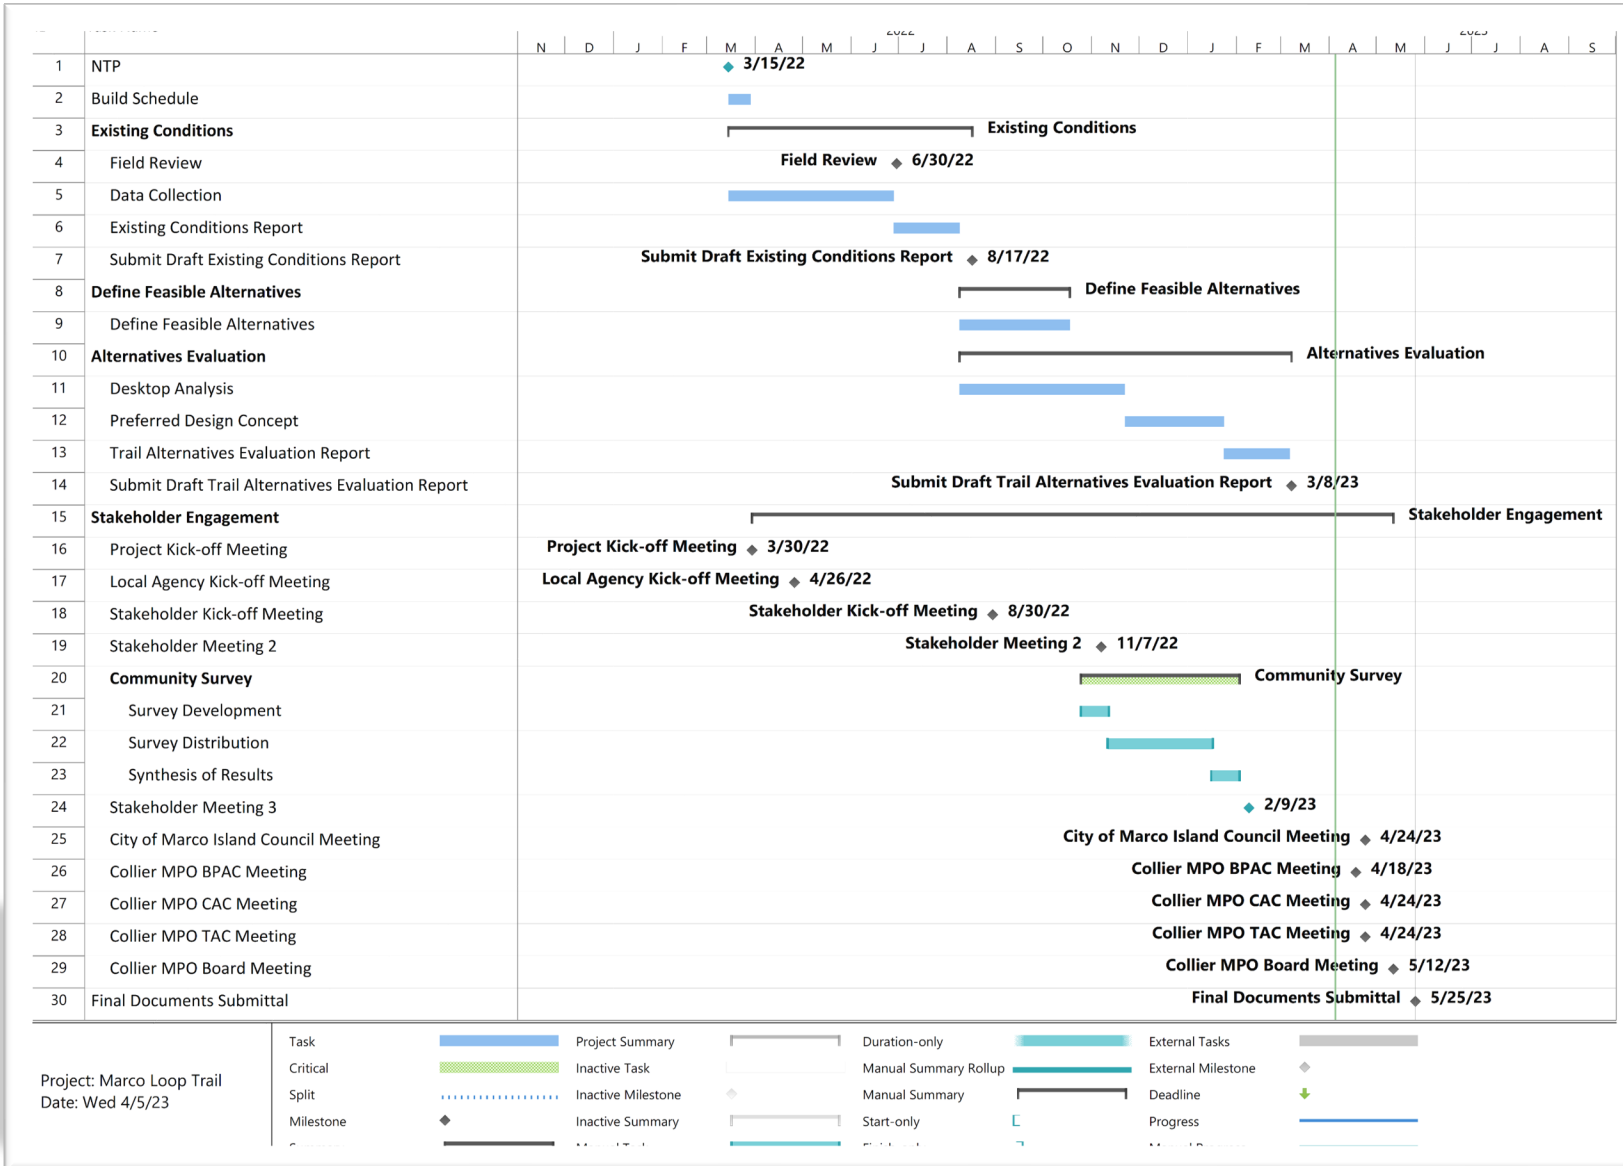 2022 2023
N D J F M A M J J A S O N D J F M A M J J A S
1 NTP 3/15/22
2 Build Schedule
3 Existing Conditions Existing Conditions
4 Field Review Field Review 6/30/22
5 Data Collection
6 Existing Conditions Report
7 Submit Draft Existing Conditions Report Submit Draft Existing Conditions Report 8/17/22
8 Define Feasible Alternatives Define Feasible Alternatives
9 Define Feasible Alternatives
10 Alternatives Evaluation Alternatives Evaluation
11 Desktop Analysis
12 Preferred Design Concept
13 Trail Alternatives Evaluation Report
14 Submit Draft Trail Alternatives Evaluation Report Submit Draft Trail Alternatives Evaluation Report 3/8/23
15 Stakeholder Engagement Stakeholder Engagement
16 Project Kick-off Meeting Project Kick-off Meeting 3/30/22
17 Local Agency Kick-off Meeting Local Agency Kick-off Meeting 4/26/22
18 Stakeholder Kick-off Meeting Stakeholder Kick-off Meeting 8/30/22
19 Stakeholder Meeting 2 Stakeholder Meeting 2 11/7/22
20 Community Survey Community Survey
21 Survey Development
22 Survey Distribution
23 Synthesis of Results
24 Stakeholder Meeting 3 2/9/23
25 City of Marco Island Council Meeting City of Marco Island Council Meeting 4/24/23
26 Collier MPO BPAC Meeting Collier MPO BPAC Meeting 4/18/23
27 Collier MPO CAC Meeting Collier MPO CAC Meeting 4/24/23
28 Collier MPO TAC Meeting Collier MPO TAC Meeting 4/24/23
29 Collier MPO Board Meeting Collier MPO Board Meeting 5/12/23
30 Final Documents Submittal Final Documents Submittal 5/25/23
Project: Marco Loop Trail
Date: Wed 4/5/23
Task Project Summary Duration-only External Tasks
Critical Inactive Task Manual Summary Rollup External Milestone
Split Inactive Milestone Manual Summary Deadline
Milestone Inactive Summary Start-only Progress